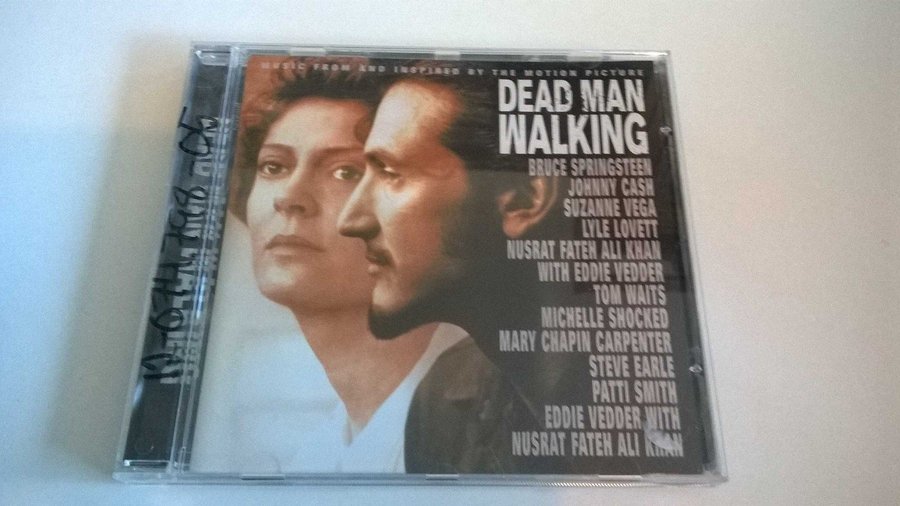 MUSIC FROM AND INSPIRED BY THE MOTION PICTURE
DEAD MAN
WALKING
BRUCE SPRINGSTEEN
JOHNNY CASH
SUZANNE VEGA
LYLE LOVETT
NUSRAT FATEH ALI KHAN
WITH EDDIE VEDDER
TOM WAITS
MICHELLE SHOCKED
MARY CHAPIN CARPENTER
STEVE EARLE
PATTI SMITH
EDDIE VEDDER WITH
NUSRAT FATEH ALI KHAN